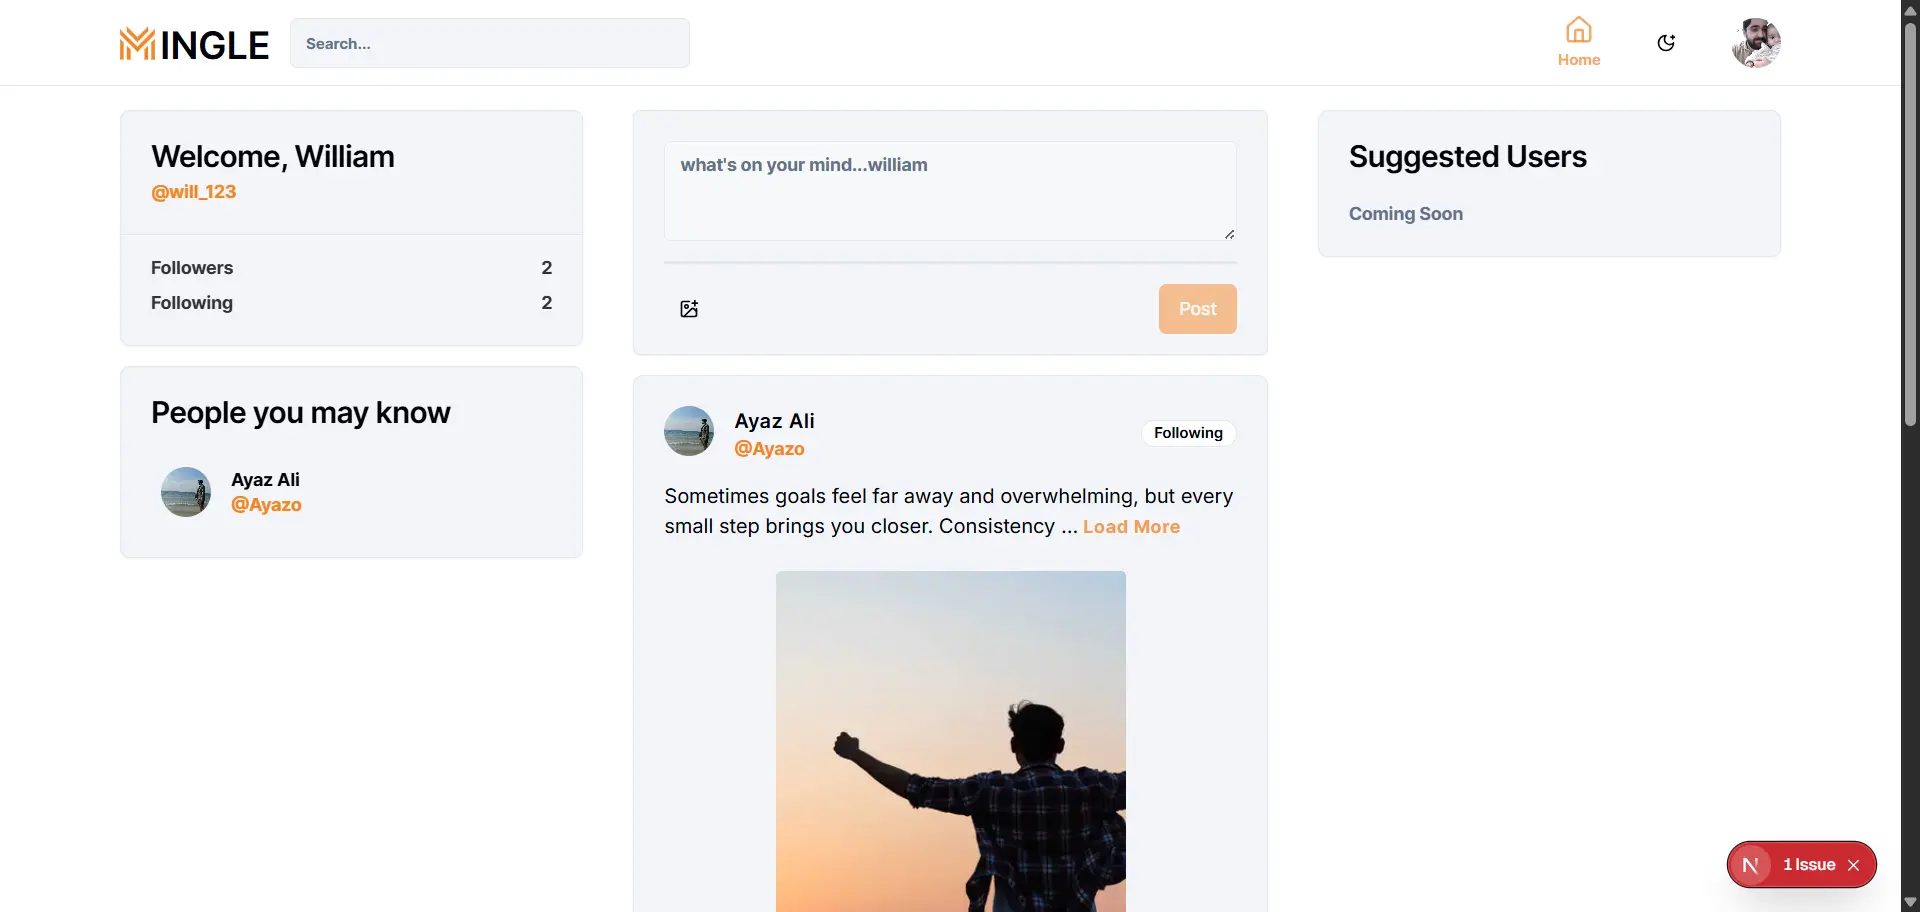 MINGLE
Search...
Home
Welcome, William
@will_123
Followers 2
Following 2
People you may know
Ayaz Ali
@Ayazo
what's on your mind...william
Post
Ayaz Ali
@Ayazo
Following
Sometimes goals feel far away and overwhelming, but every
small step brings you closer. Consistency ... Load More
Suggested Users
Coming Soon
N 1 Issue